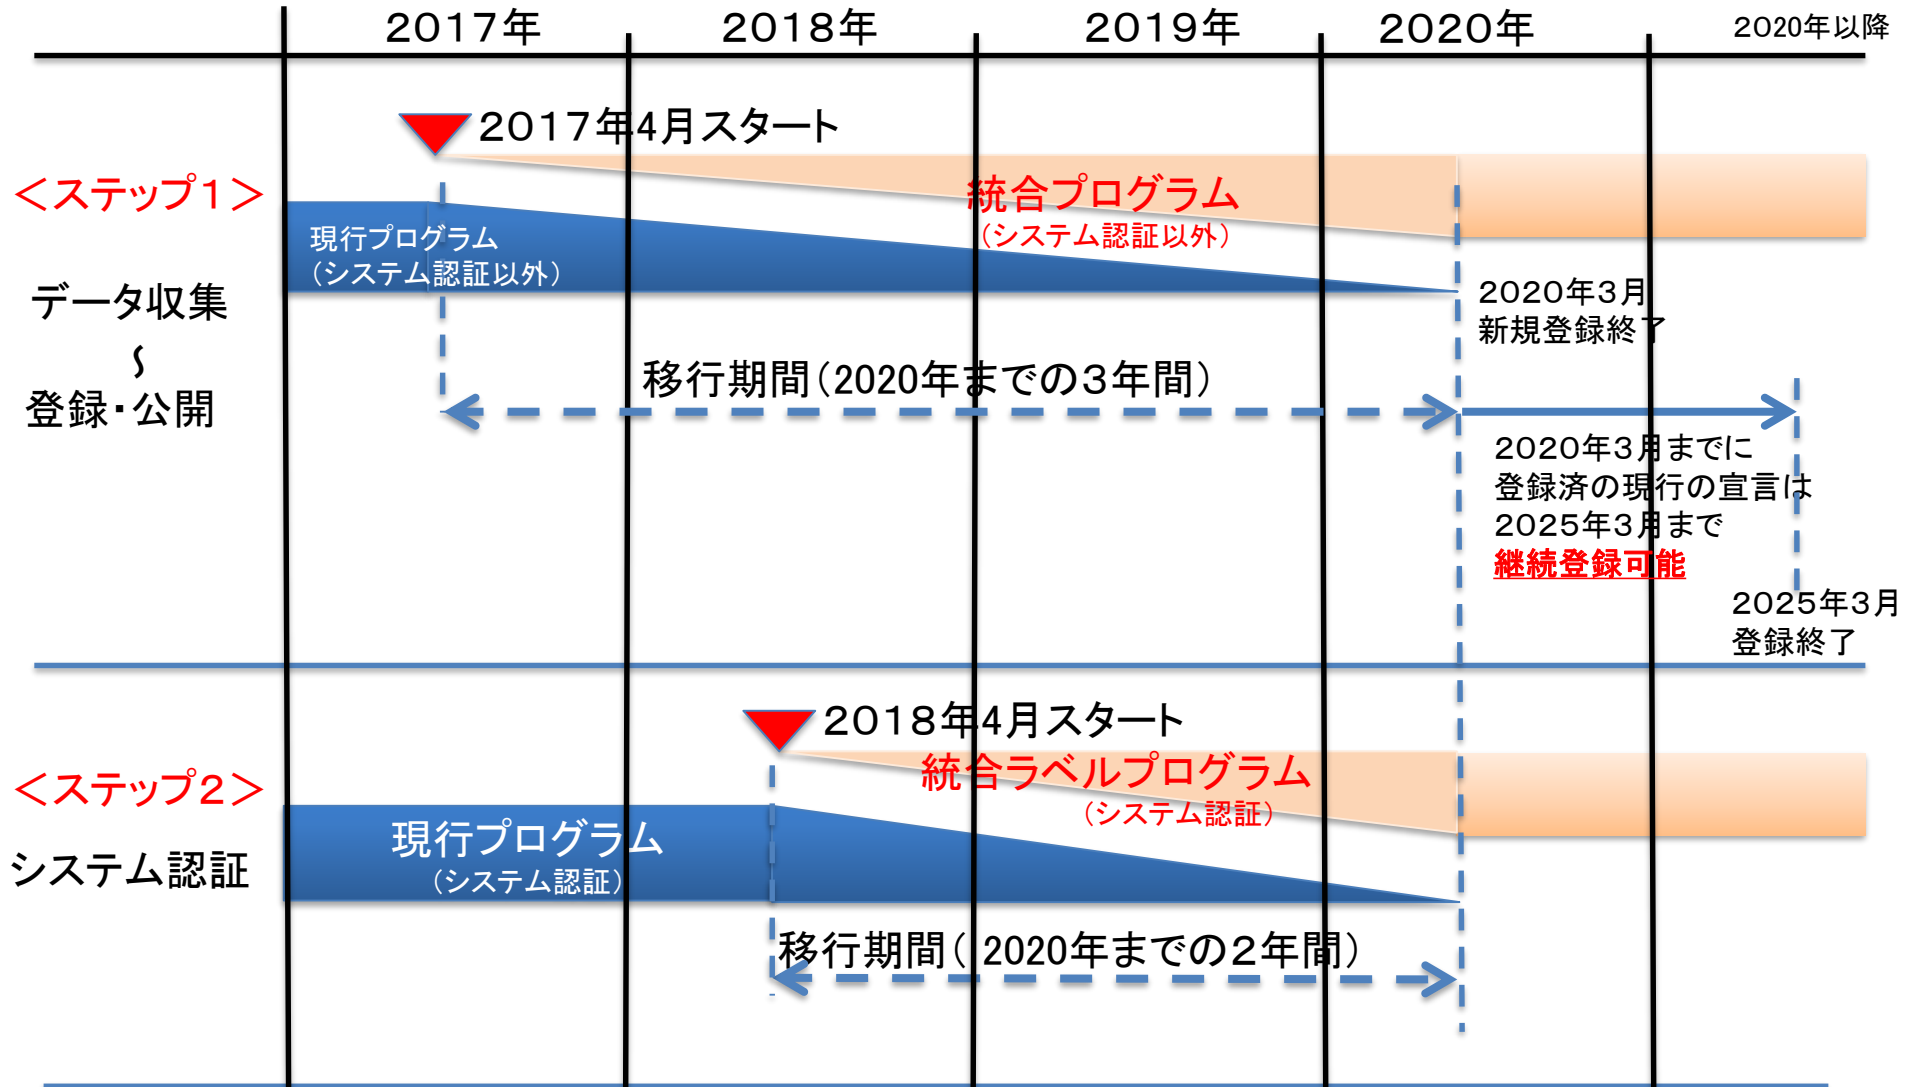 2017年
2018年
2019年
2020年
2020年以降
2017年4月スタート
＜ステップ1＞
統合プログラム
（システム認証以外）
現行プログラム
（システム認証以外）
データ収集
～
登録・公開
2020年3月
新規登録終了
移行期間（2020年までの3年間）
2020年3月までに
登録済の現行の宣言は
2025年3月まで
継続登録可能
2025年3月
登録終了
2018年4月スタート
＜ステップ2＞
統合ラベルプログラム
（システム認証）
現行プログラム
（システム認証）
システム認証
移行期間（ 2020年までの2年間）